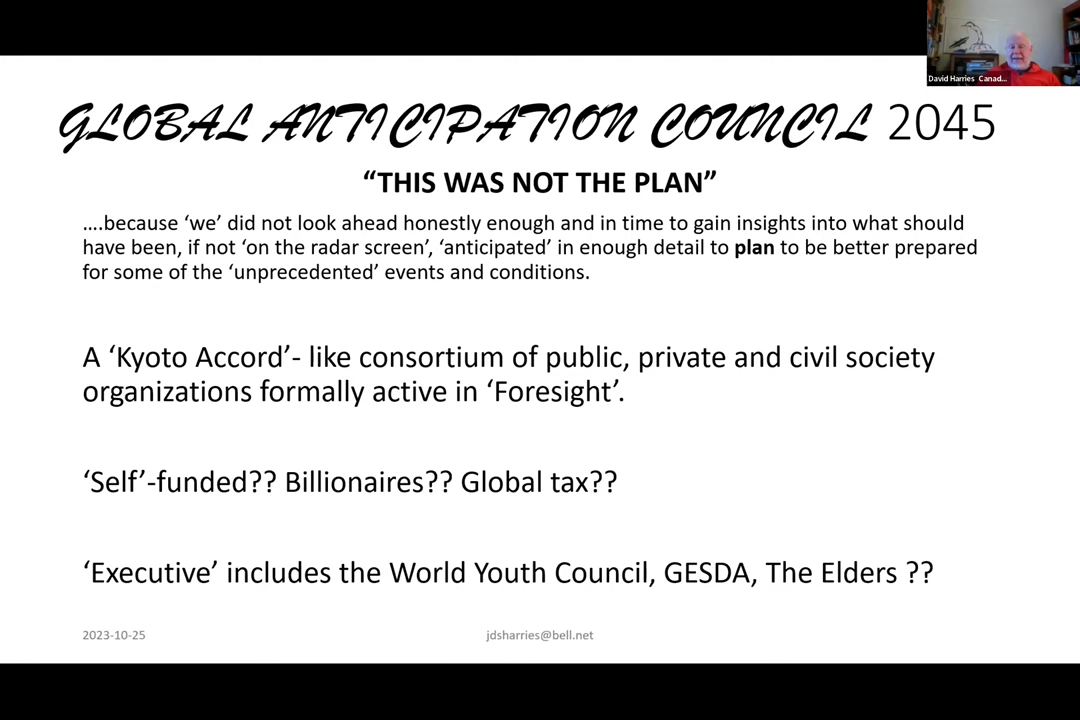 David Harries Canad...
GLOBAL ANTICIPATION COUNCIL 2045
“THIS WAS NOT THE PLAN”
....because ‘we’ did not look ahead honestly enough and in time to gain insights into what should
have been, if not ‘on the radar screen’, ‘anticipated’ in enough detail to plan to be better prepared
for some of the ‘unprecedented’ events and conditions.
A ‘Kyoto Accord’- like consortium of public, private and civil society
organizations formally active in ‘Foresight’.
‘Self’-funded?? Billionaires?? Global tax??
‘Executive’ includes the World Youth Council, GESDA, The Elders ??
2023-10-25
jdsharries@bell.net